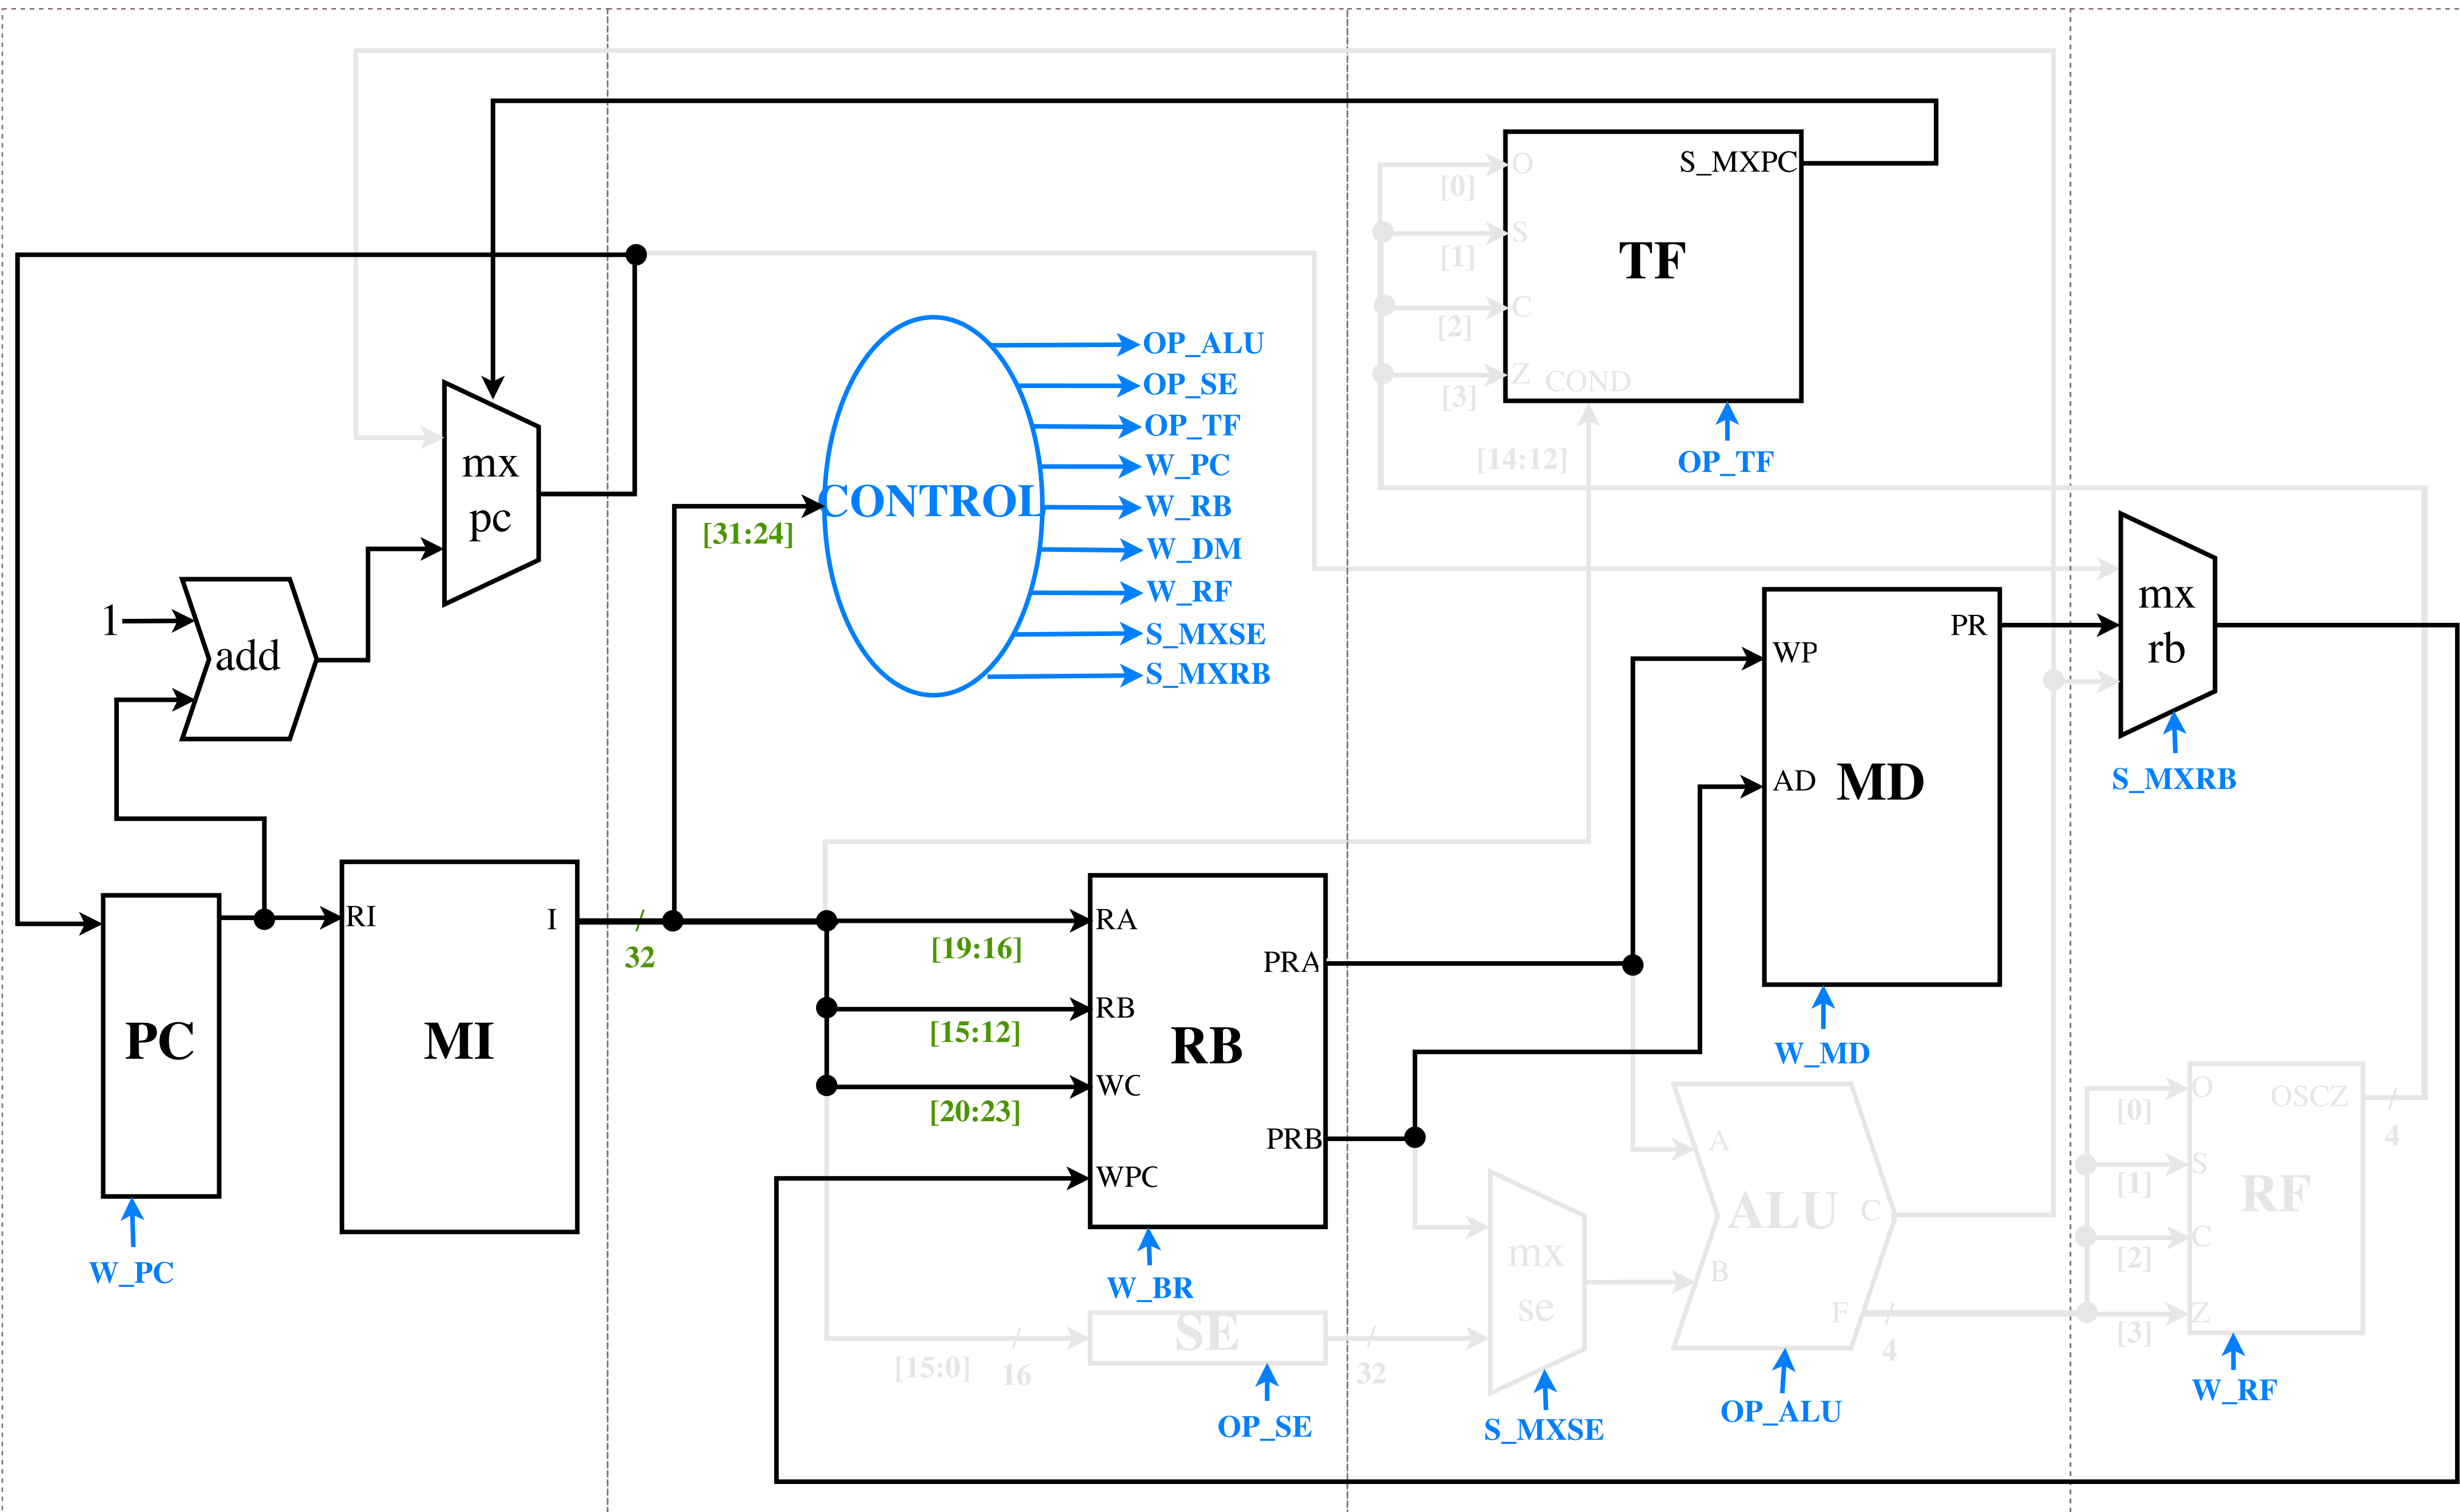 S_MXPC
O
[0]
S
[1]
TF
C
[2]
Z
COND
[3]
[14:12]
OP_TF
OP_ALU
OP_SE
OP_TF
W_PC
W_RB
W_DM
W_RF
S_MXSE
S_MXRB
CONTROL
[31:24]
mx
pc
1
add
mx
rb
S_MXRB
PR
WP
AD
MD
W_MD
PC
W_PC
RI
I
MI
32
RA
[19:16]
RB
[15:12]
WC
[20:23]
WPC
RB
PRA
PRB
W_BR
SE
[15:0]
16
32
OP_SE
mx
se
S_MXSE
A
B
ALU
C
F
4
OP_ALU
O
[0]
S
[1]
C
[2]
Z
[3]
OSCZ
4
RF
W_RF